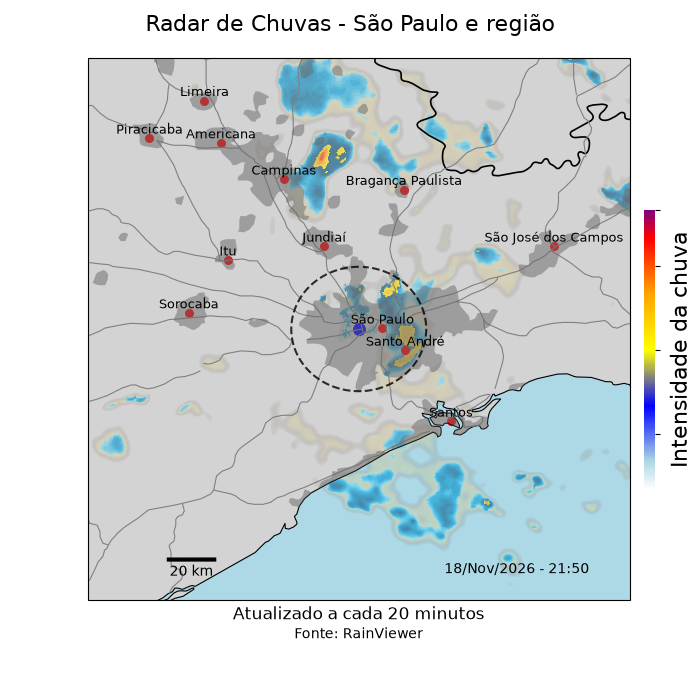 Radar de Chuvas - São Paulo e região
Limeira
Piracicaba
Americana
Campinas
Bragança Paulista
Jundiaí
São José dos Campos
Itu
Sorocaba
São Paulo
Santo André
Santos
20 km
18/Nov/2026 - 21:50
Intensidade da chuva
Atualizado a cada 20 minutos
Fonte: RainViewer